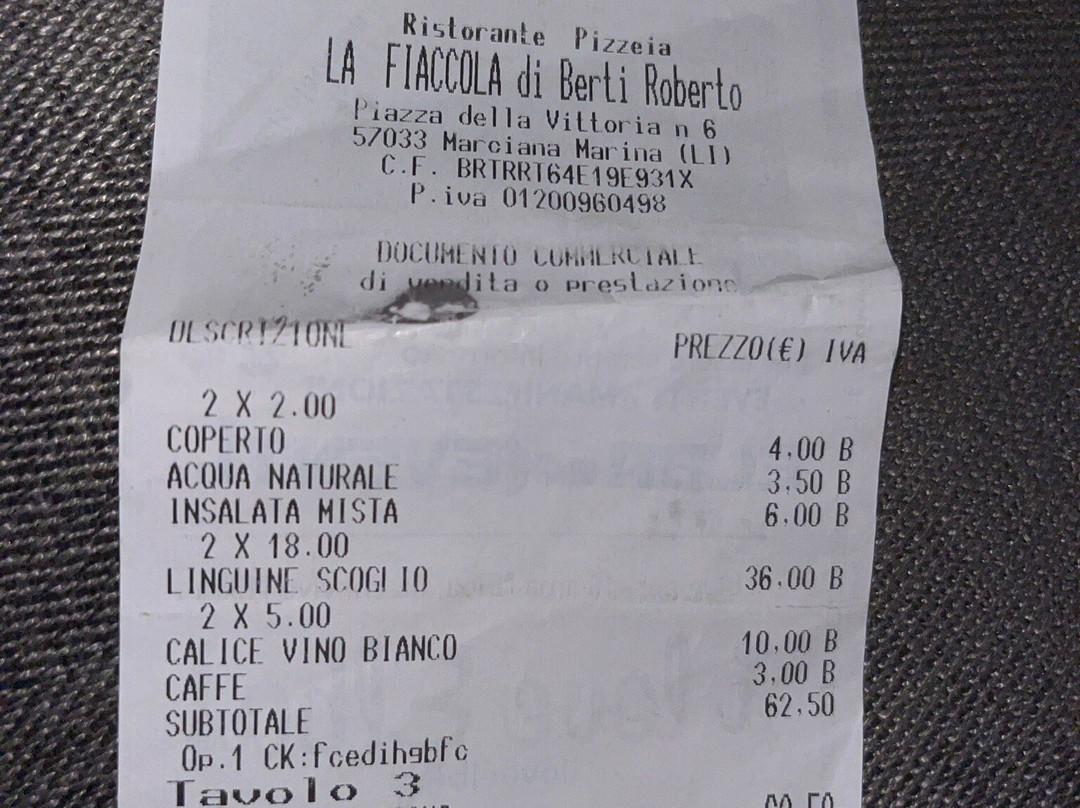 Ristorante Pizzeia
LA FIACCOLA di Berti Roberto
Piazza della Vittoria n 6
57033 Marciana Marina (LI)
C.F. BRTRRT64E19E931X
P.iva 01200960498
DOCUMENTO COMMERCIALE
di vendita o prestazione
DESCRIZIONE PREZZO(€) IVA
2 X 2.00
COPERTO 4,00 B
ACQUA NATURALE 3,50 B
INSALATA MISTA 6,00 B
2 X 18.00
LINGUINE SCOGLIO 36,00 B
2 X 5.00
CALICE VINO BIANCO 10,00 B
CAFFE 3,00 B
SUBTOTALE 62,50
Op.1 CK:fcedihgbfc
Tavolo 3